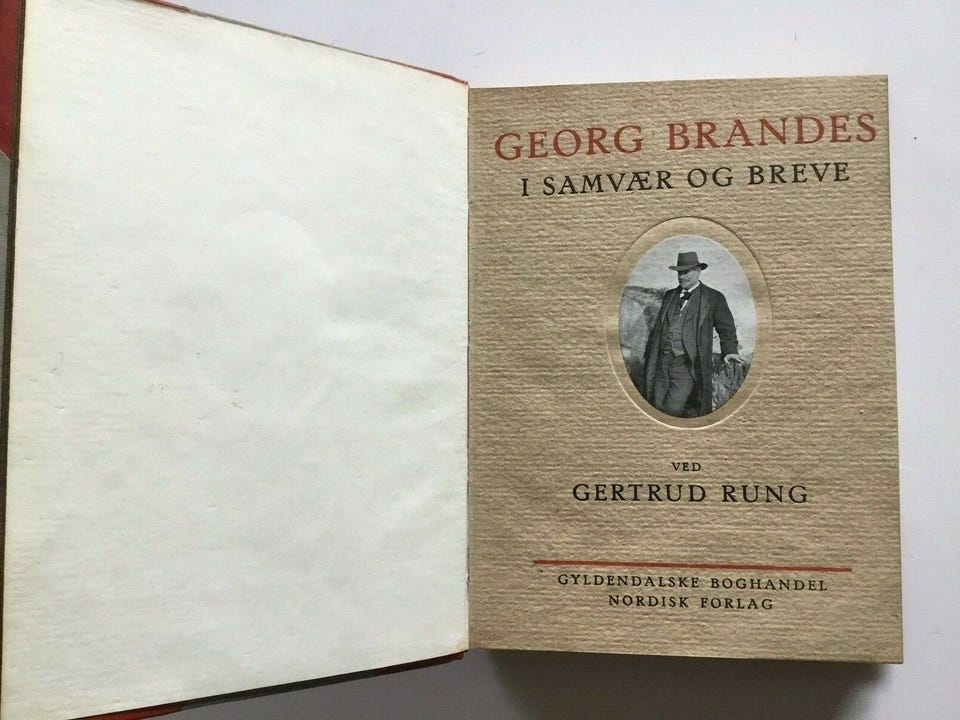 GEORG BRANDES
I SAMVÆR OG BREVE
VED
GERTRUD RUNG
GYLDENDALSKE BOGHANDEL
NORDISK FORLAG